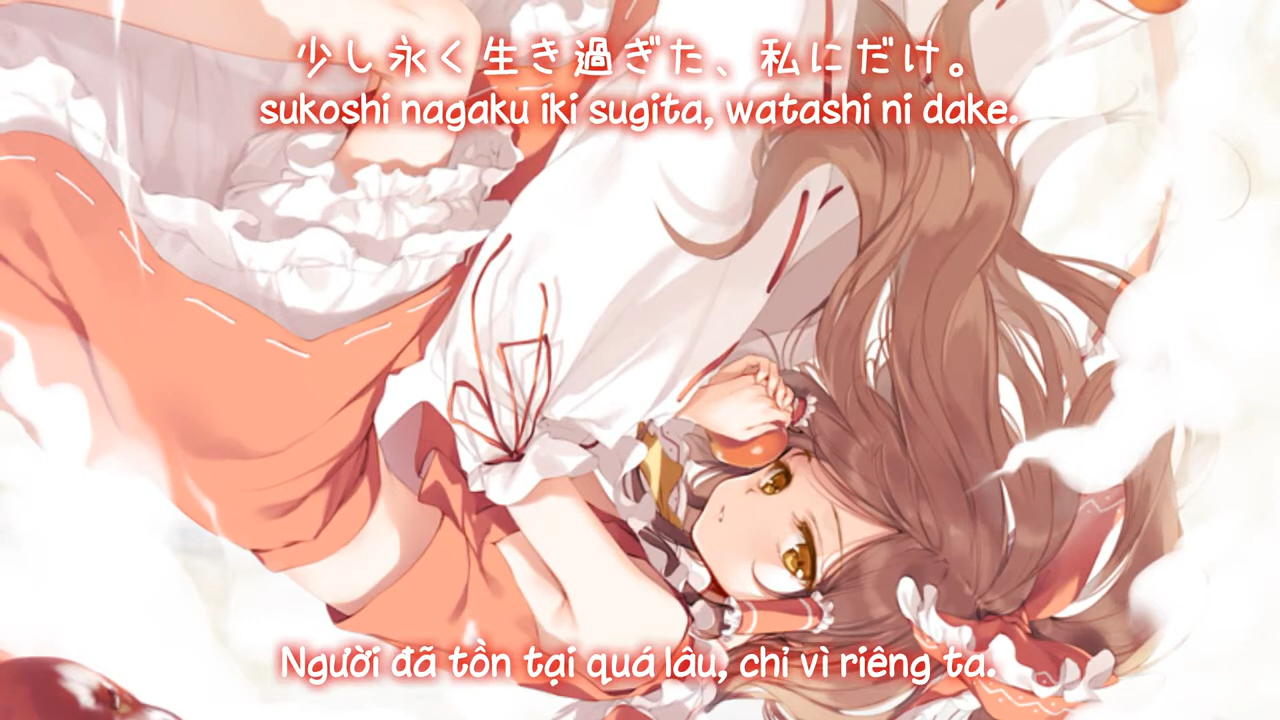 少し永く生き過ぎた、私にだけ。
sukoshi nagaku iki sugita, watashi ni dake.
Người đã tồn tại quá lâu, chỉ vì riêng ta.